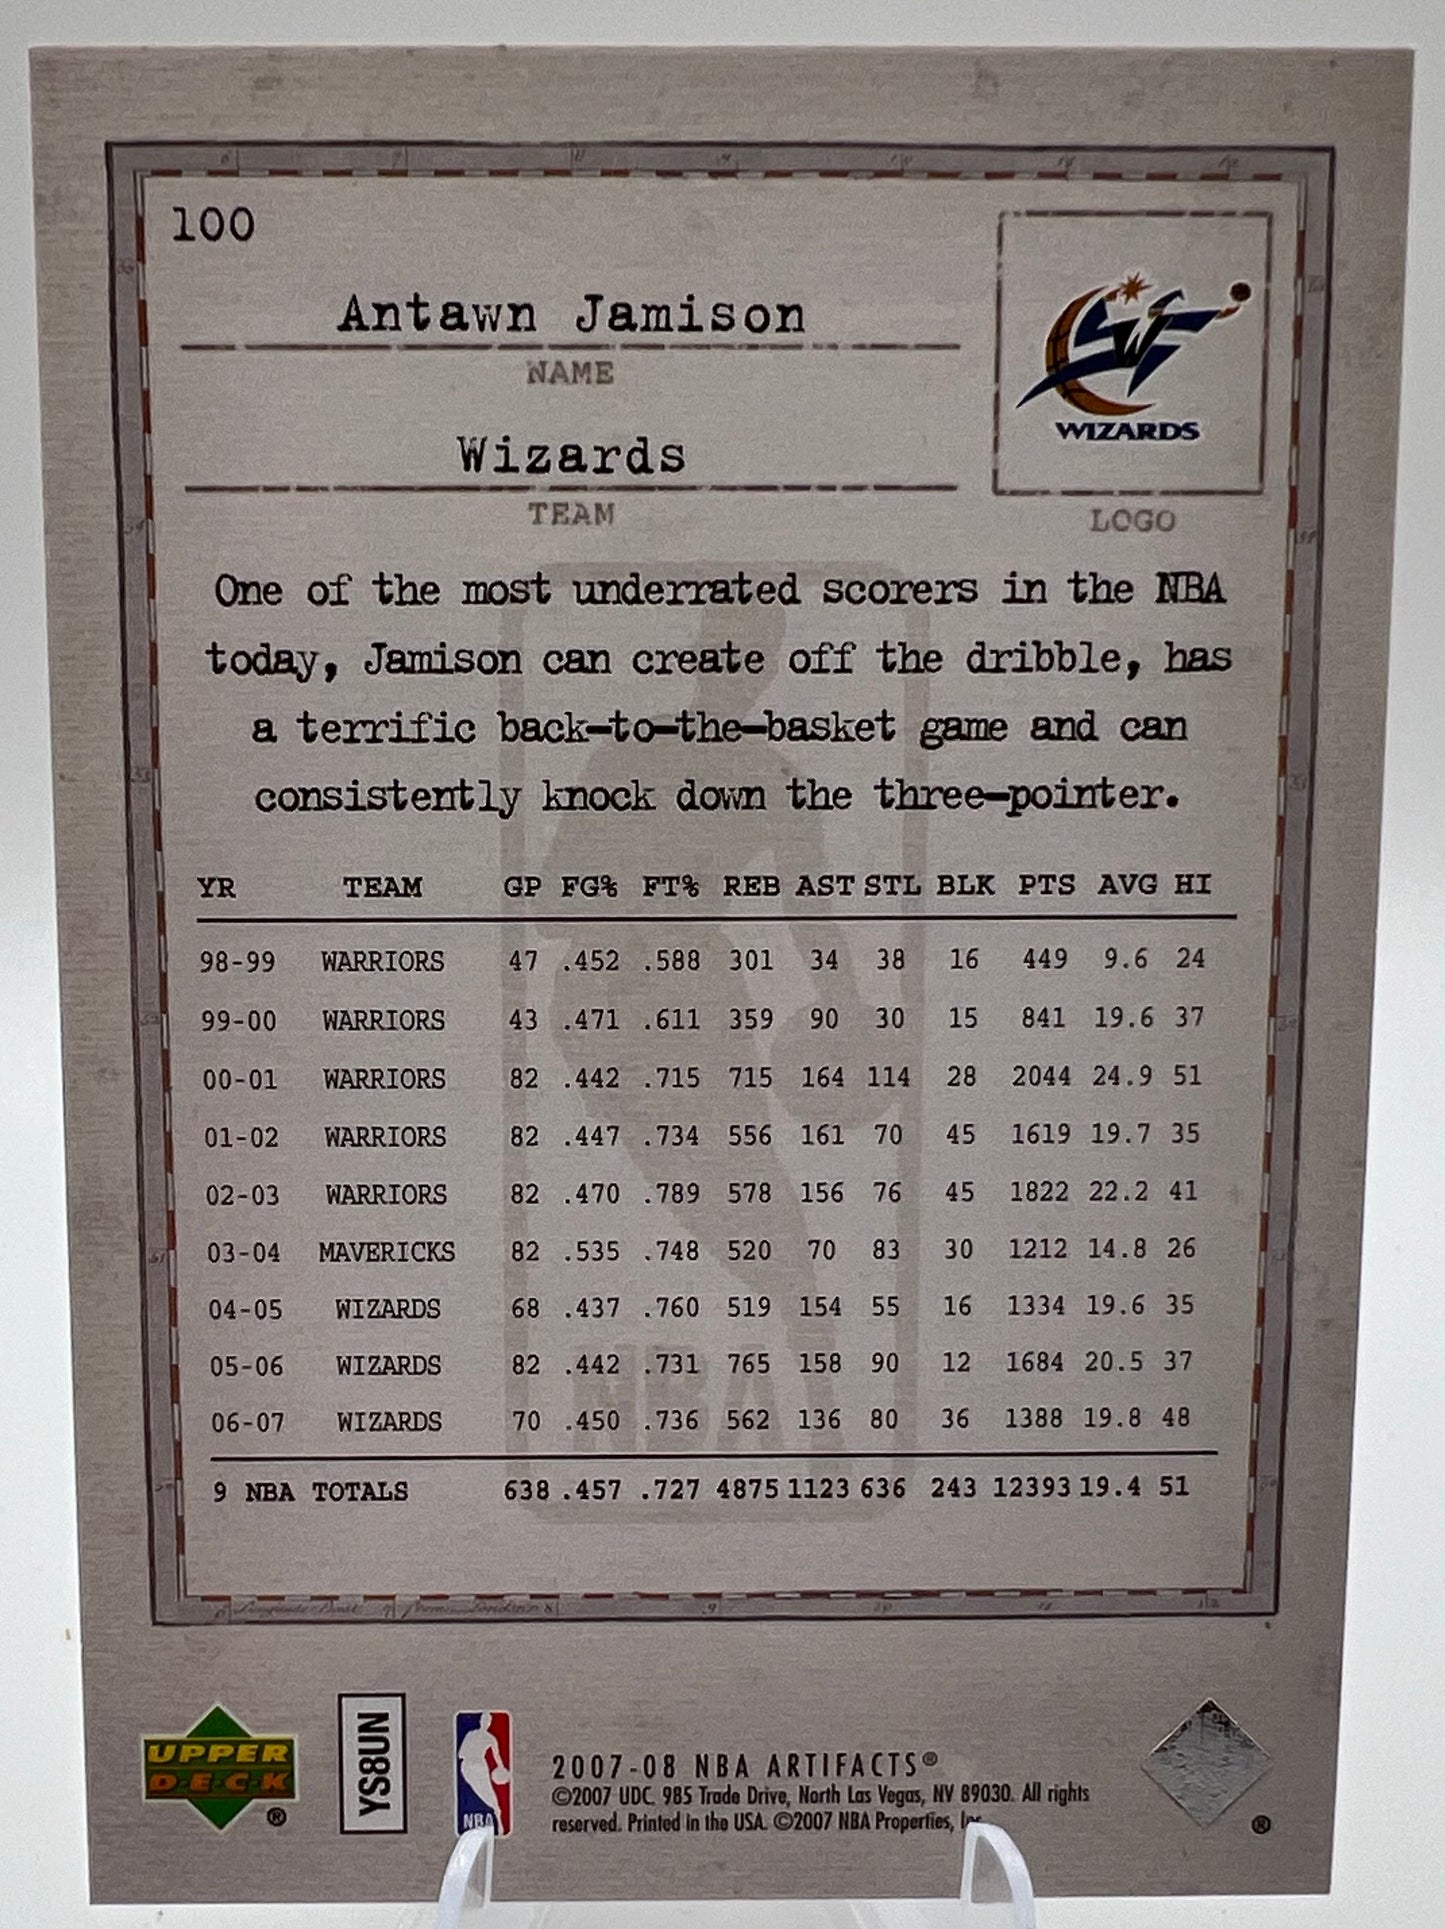 100
Antawn Jamison
NAME
WIZARDS
Wizards
TEAM
LOGO
One of the most underrated scorers in the NBA
today, Jamison can create off the dribble, has
a terrific back-to-the-basket game and can
consistently knock down the three-pointer.
YR TEAM GP FG% FT% REB AST STL BLK PTS AVG HI
98-99 WARRIORS 47 .452 .588 301 34 38 16 449 9.6 24
99-00 WARRIORS 43 .471 .611 359 90 30 15 841 19.6 37
00-01 WARRIORS 82 .442 .715 715 164 114 28 2044 24.9 51
01-02 WARRIORS 82 .447 .734 556 161 70 45 1619 19.7 35
02-03 WARRIORS 82 .470 .789 578 156 76 45 1822 22.2 41
03-04 MAVERICKS 82 .535 .748 520 70 83 30 1212 14.8 26
04-05 WIZARDS 68 .437 .760 519 154 55 16 1334 19.6 35
05-06 WIZARDS 82 .442 .731 765 158 90 12 1684 20.5 37
06-07 WIZARDS 70 .450 .736 562 136 80 36 1388 19.8 48
9 NBA TOTALS 638 .457 .727 4875 1123 636 243 12393 19.4 51
NBA
UPPER
D·E·C·K
®
YS8UN
NBA
2007-08 NBA ARTIFACTS®
©2007 UDC. 985 Trade Drive, North Las Vegas, NV 89030. All rights
reserved. Printed in the USA. ©2007 NBA Properties,
®